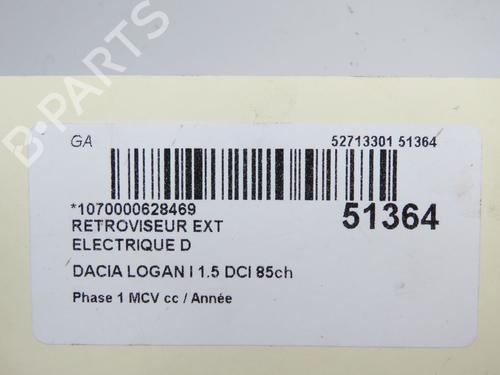 GA
52713301 51364
*1070000628469
51364
RETROVISEUR EXT
ELECTRIQUE D
DACIA LOGAN I 1.5 DCI 85ch
Phase 1 MCV cc / Année
B-PARTS